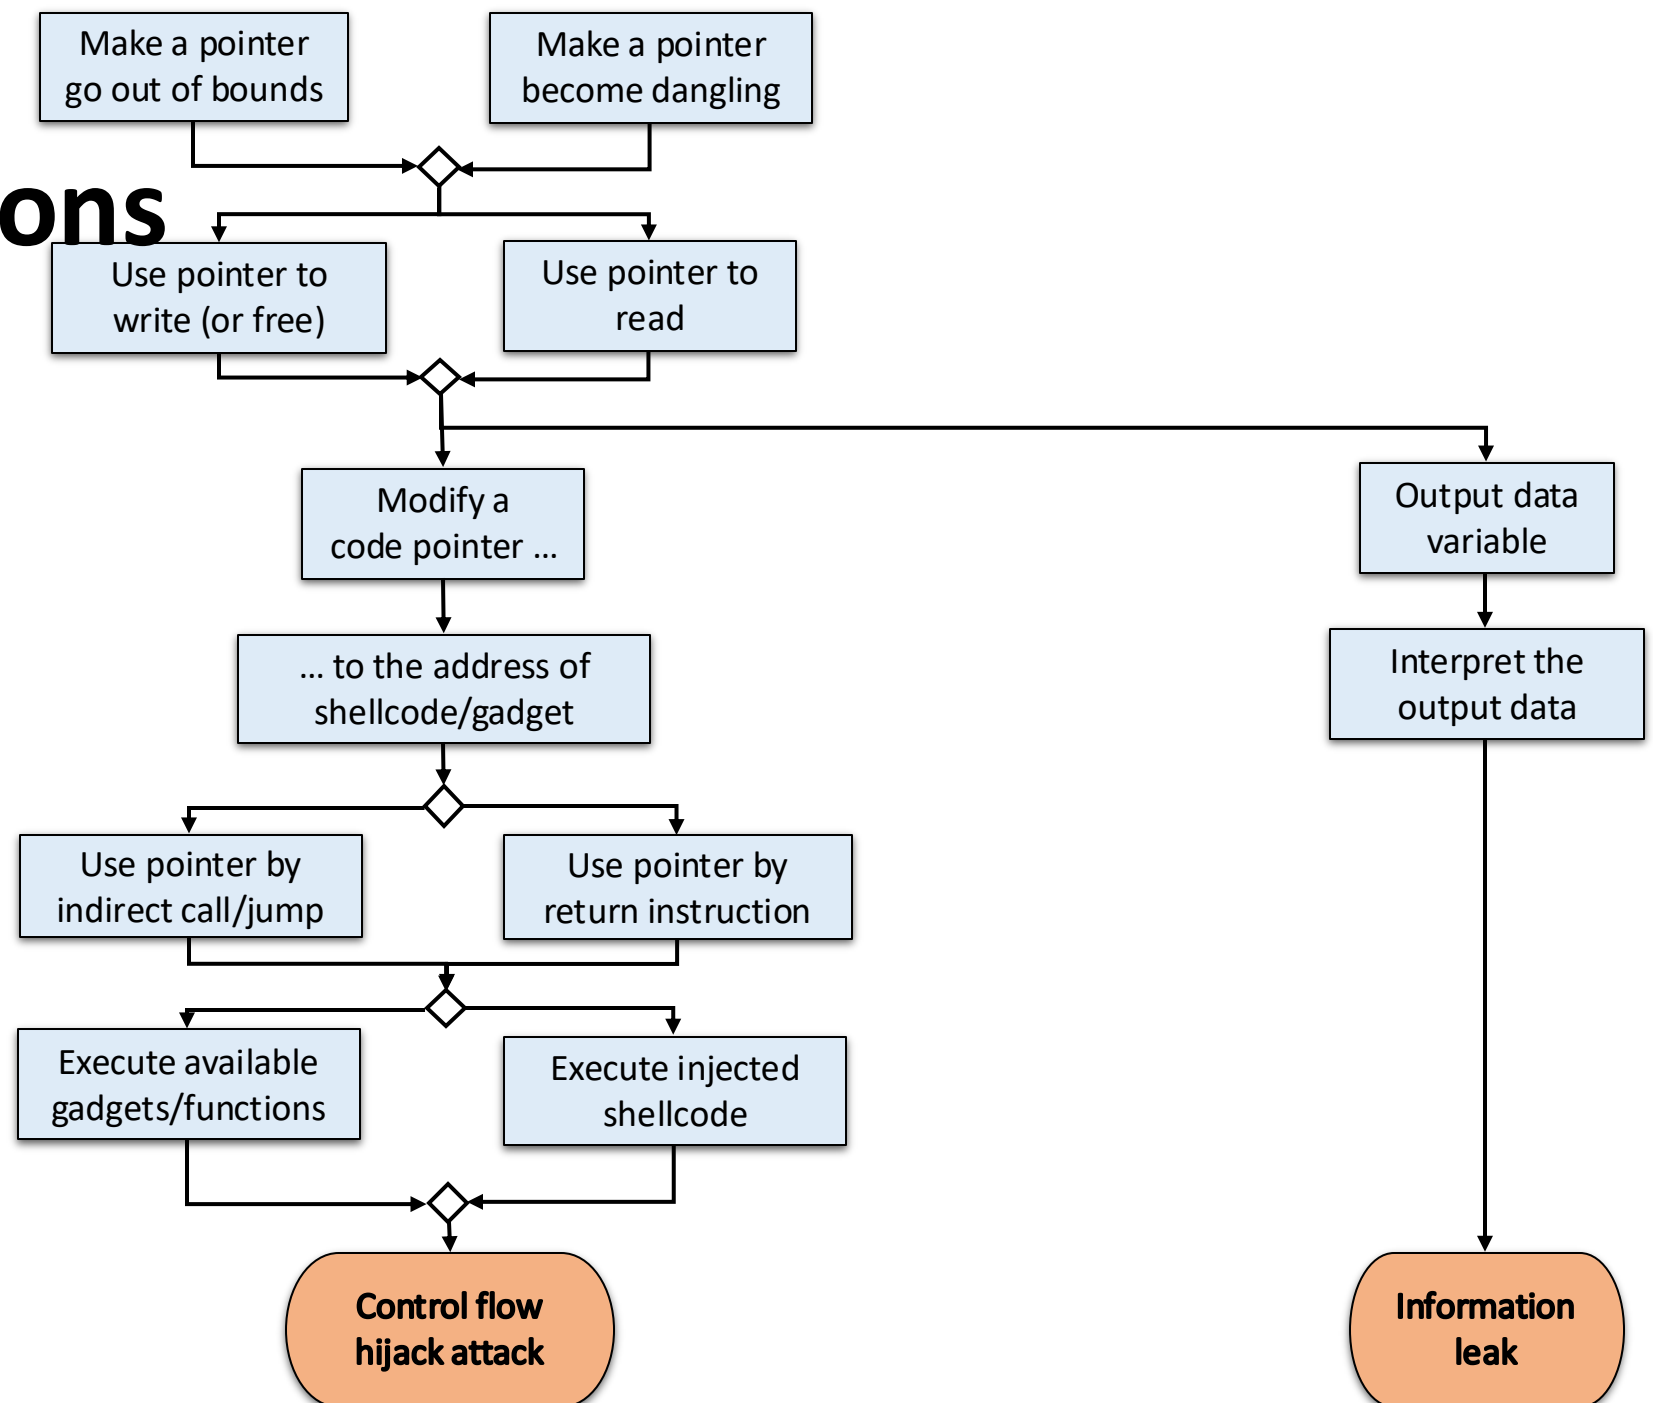 Make a pointer
go out of bounds
Make a pointer
become dangling
ons
Use pointer to
write (or free)
Use pointer to
read
Modify a
code pointer ...
Output data
variable
... to the address of
shellcode/gadget
Interpret the
output data
Use pointer by
indirect call/jump
Use pointer by
return instruction
Execute available
gadgets/functions
Execute injected
shellcode
Control flow
hijack attack
Information
leak